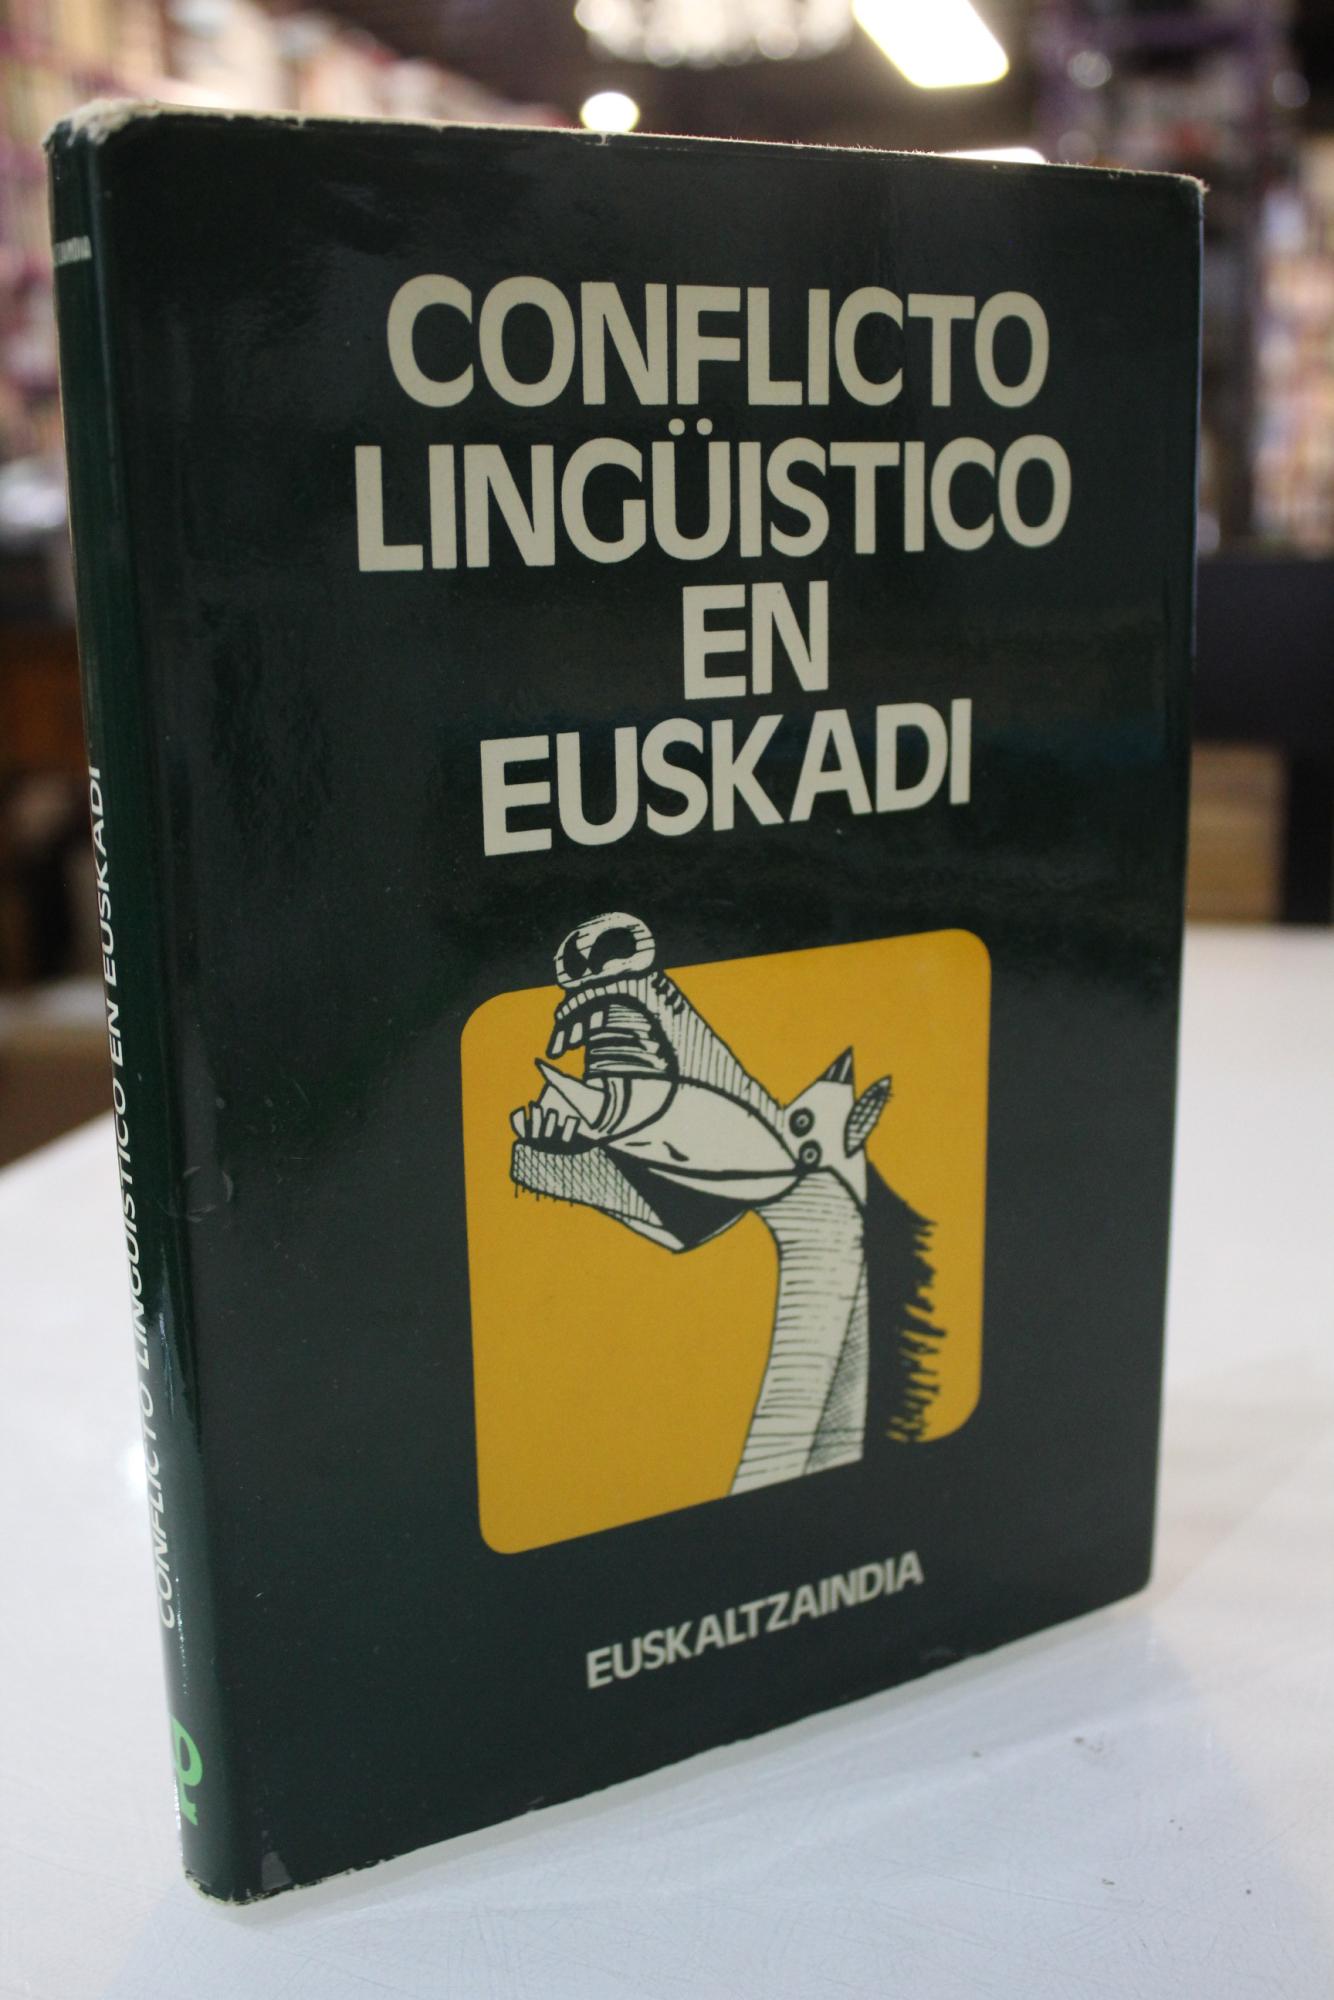 CONFLICTO
LINGÜISTICO
EN
EUSKADI
EUSKALTZAINDIA
CONFLICTO LINGÜISTICO EN EUSKADI